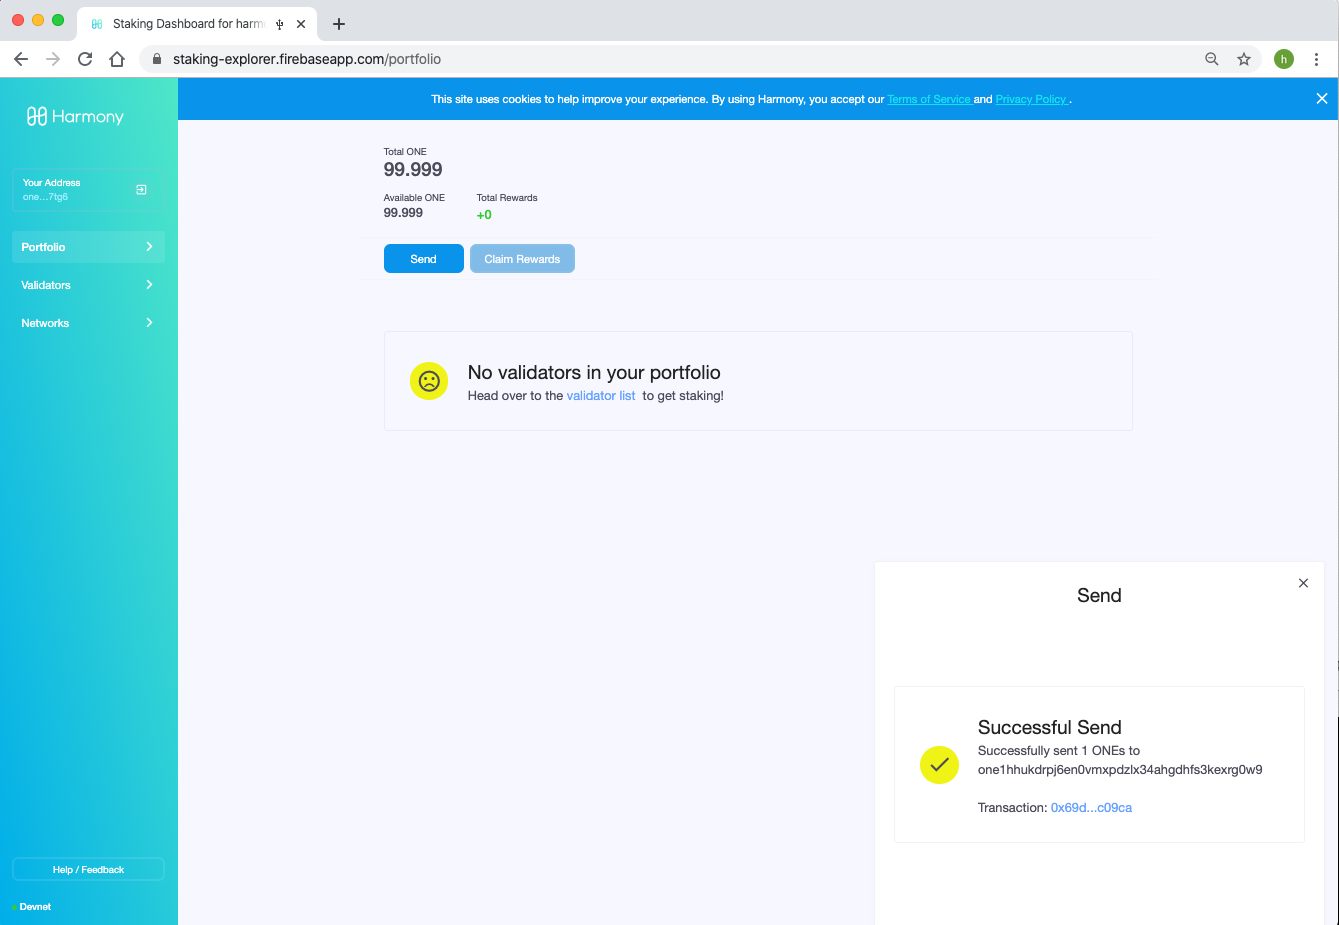 Staking Dashboard for harm
staking-explorer.firebaseapp.com/portfolio
h
Harmony
This site uses cookies to help improve your experience. By using Harmony, you accept our Terms of Service and Privacy Policy .
Your Address
one...7tg6
Portfolio
Validators
Networks
Total ONE
99.999
Available ONE
Total Rewards
99.999
+0
Send
Claim Rewards
No validators in your portfolio
Head over to the validator list to get staking!
Send
Successful Send
Successfully sent 1 ONEs to
one1hhukdrpj6en0vmxpdzlx34ahgdhfs3kexrg0w9
Transaction: 0x69d...c09ca
Help / Feedback
Devnet